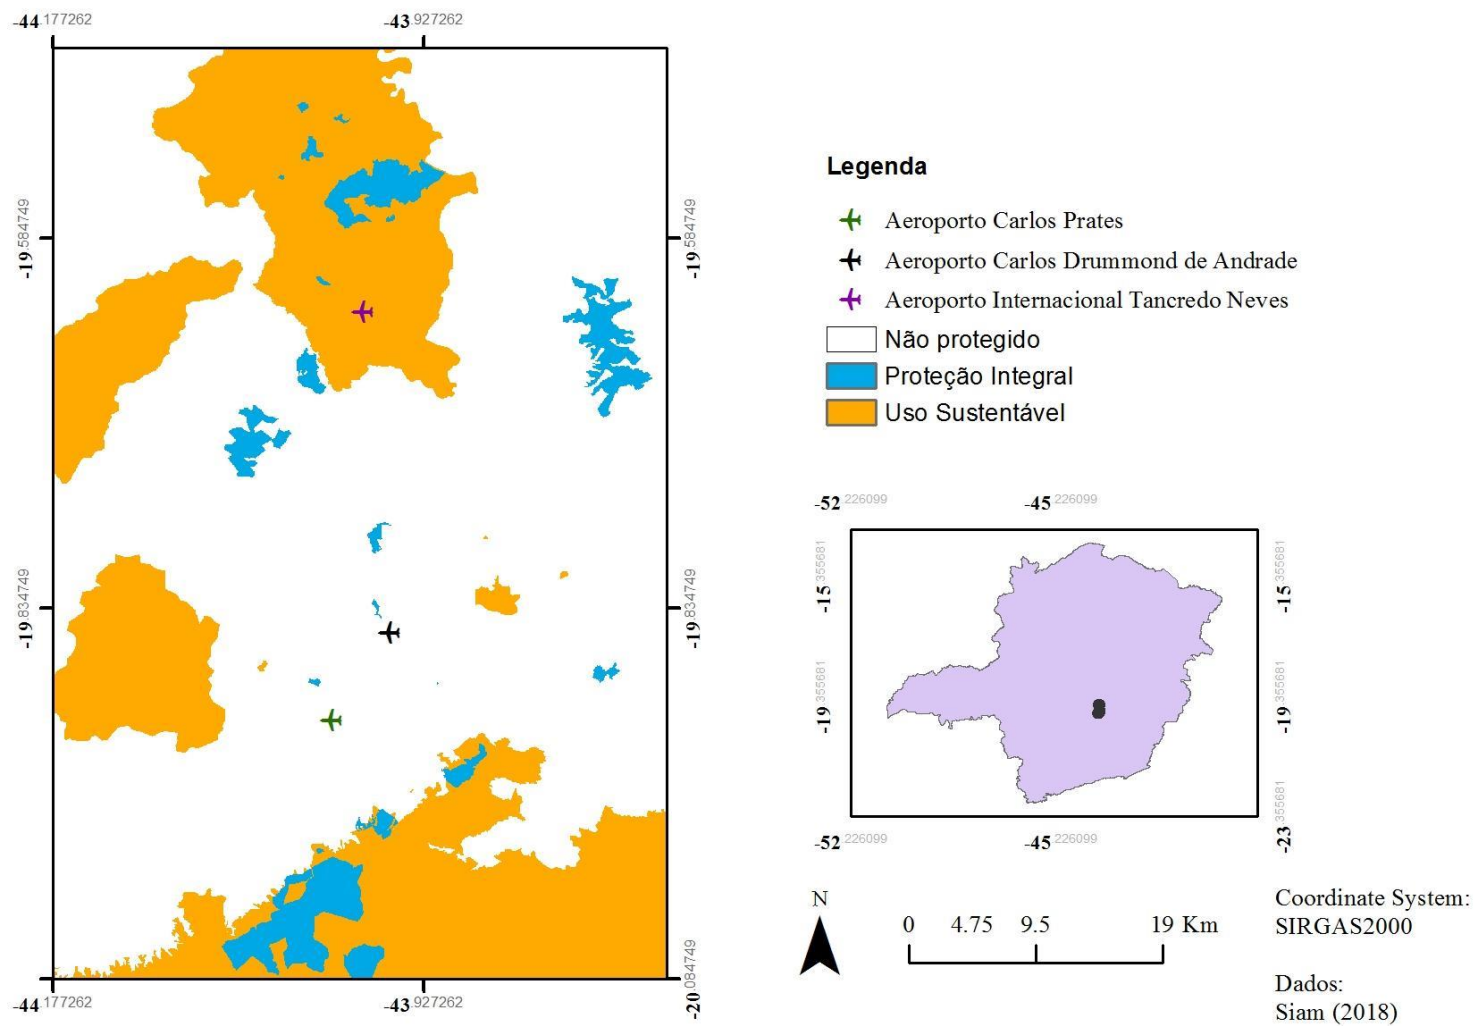 -44.177262
-43.927262
-19.584749
-19.584749
-19.834749
-19.834749
-20.084749
-44.177262
-43.927262
Legenda
Aeroporto Carlos Prates
Aeroporto Carlos Drummond de Andrade
Aeroporto Internacional Tancredo Neves
Não protegido
Proteção Integral
Uso Sustentável
-52.226099
-45.226099
-15.355681
-15.355681
-19.355681
-19.355681
-23.355681
-52.226099
-45.226099
N
0 4.75 9.5 19 Km
Coordinate System:
SIRGAS2000
Dados:
Siam (2018)